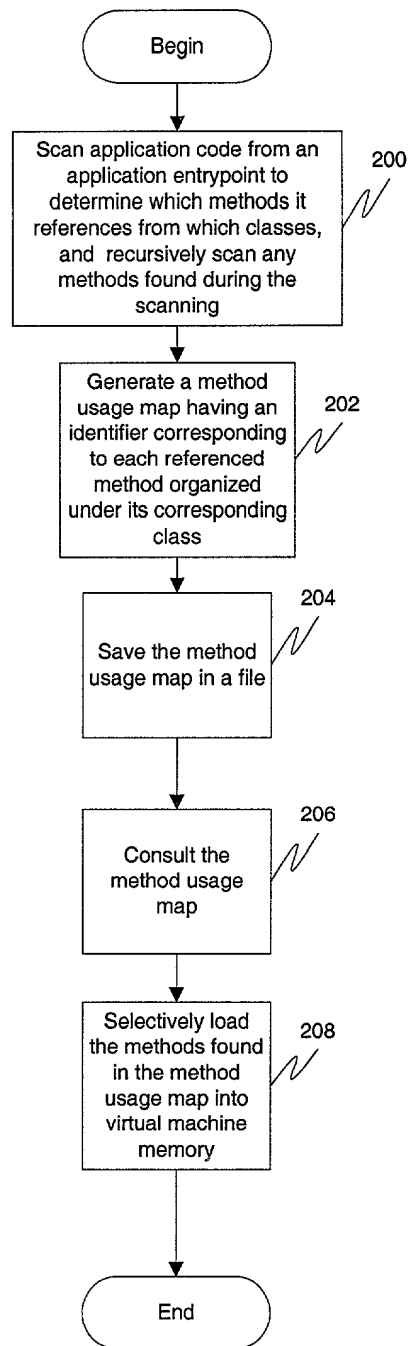 Begin
Scan application code from an
application entrypoint to
determine which methods it
references from which classes,
and recursively scan any
methods found during the
scanning
200
Generate a method
usage map having an
identifier corresponding
to each referenced
method organized
under its corresponding
class
202
Save the method
usage map in a file
204
Consult the
method usage
map
206
Selectively load
the methods found
in the method
usage map into
virtual machine
memory
208
End